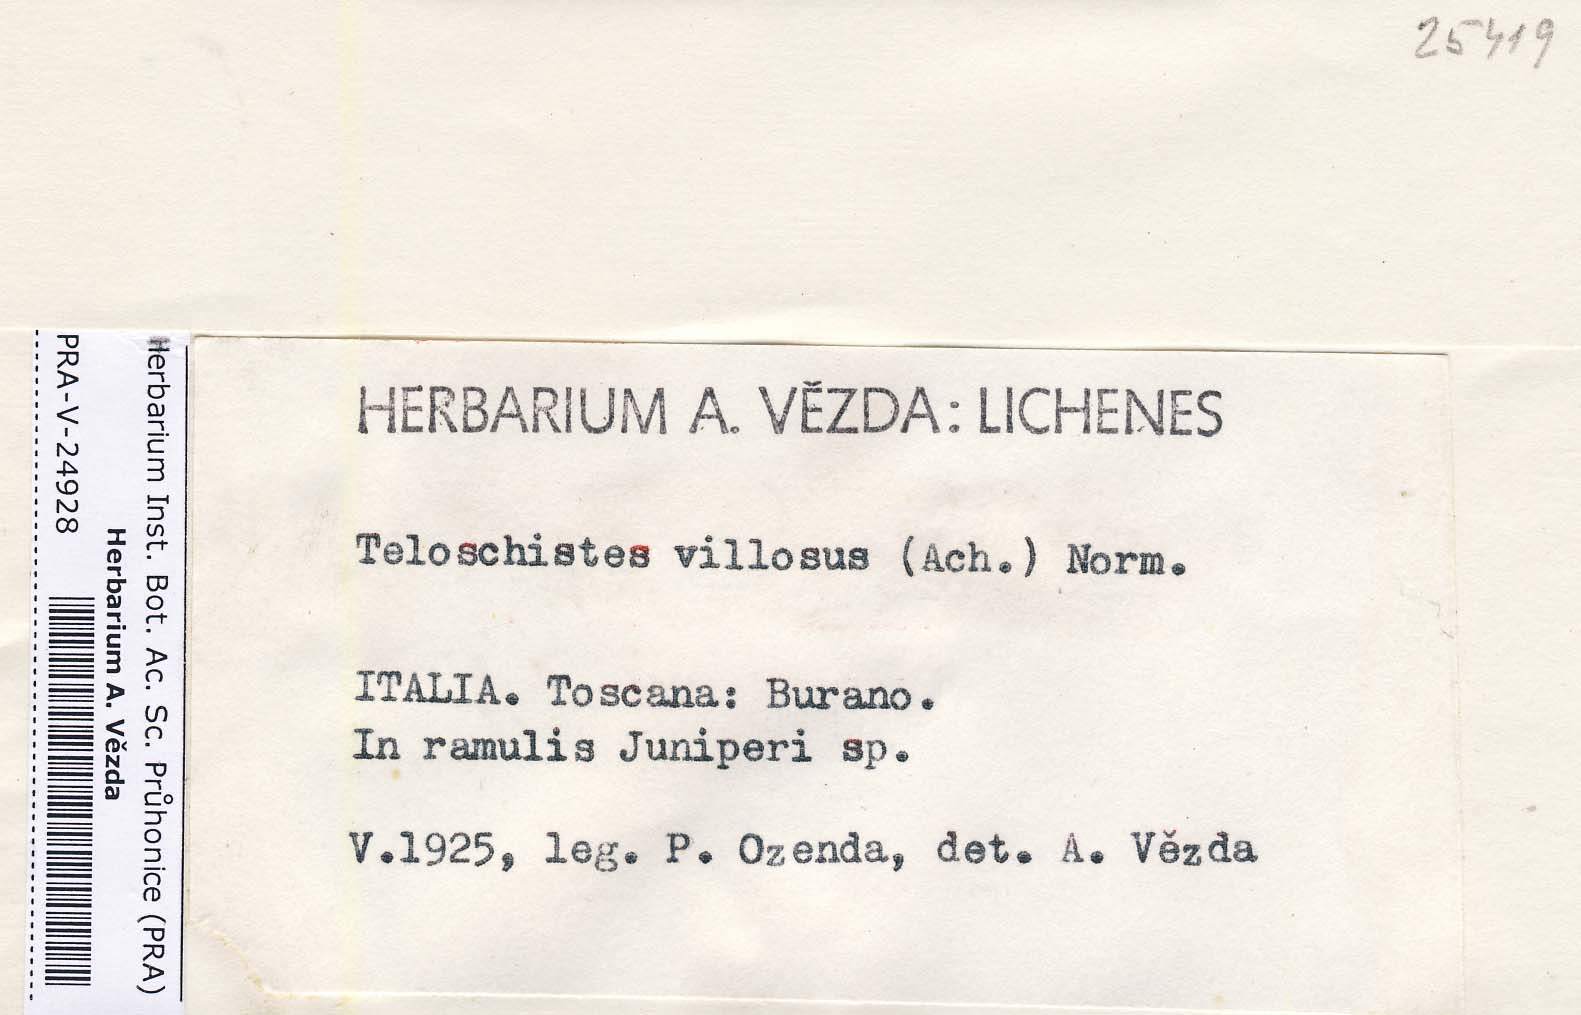 25419
HERBARIUM A. VĚZDA: LICHENES
Teloschistes villosus (Ach.) Norm.
ITALIA. Toscana: Burano.
In ramulis Juniperi sp.
V.1925, leg. P. Ozenda, det. A. Vězda
Herbarium Inst. Bot. Ac. Sc. Průhonice (PRA)
Herbarium A. Vězda
PRA-V-24928